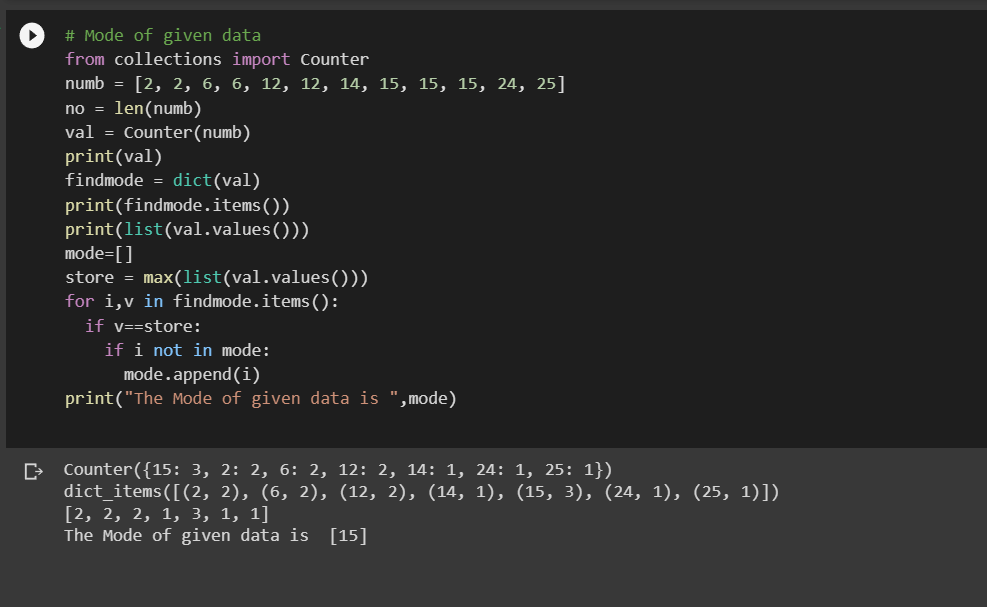 # Mode of given data
from collections import Counter
numb = [2, 2, 6, 6, 12, 12, 14, 15, 15, 15, 24, 25]
no = len(numb)
val = Counter(numb)
print(val)
findmode = dict(val)
print(findmode.items())
print(list(val.values()))
mode=[]
store = max(list(val.values()))
for i,v in findmode.items():
  if v==store:
    if i not in mode:
      mode.append(i)
print("The Mode of given data is ",mode)
Counter({15: 3, 2: 2, 6: 2, 12: 2, 14: 1, 24: 1, 25: 1})
dict_items([(2, 2), (6, 2), (12, 2), (14, 1), (15, 3), (24, 1), (25, 1)])
[2, 2, 2, 1, 3, 1, 1]
The Mode of given data is  [15]